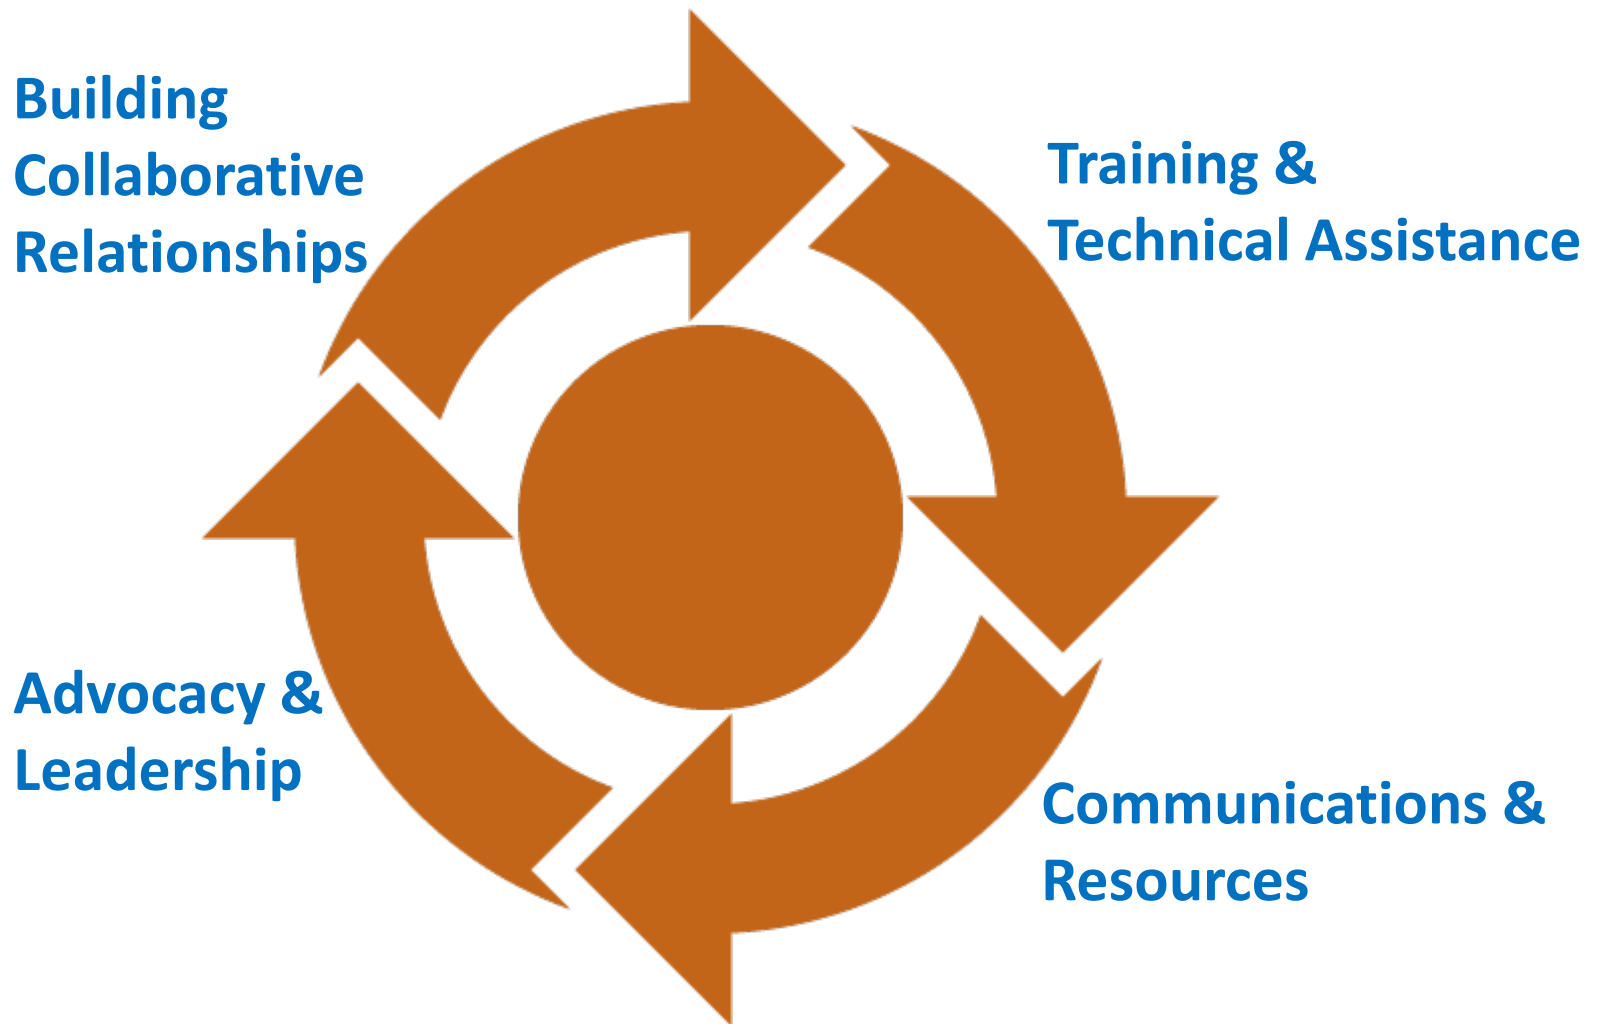 Building
Collaborative
Relationships
Training &
Technical Assistance
Advocacy &
Leadership
Communications &
Resources